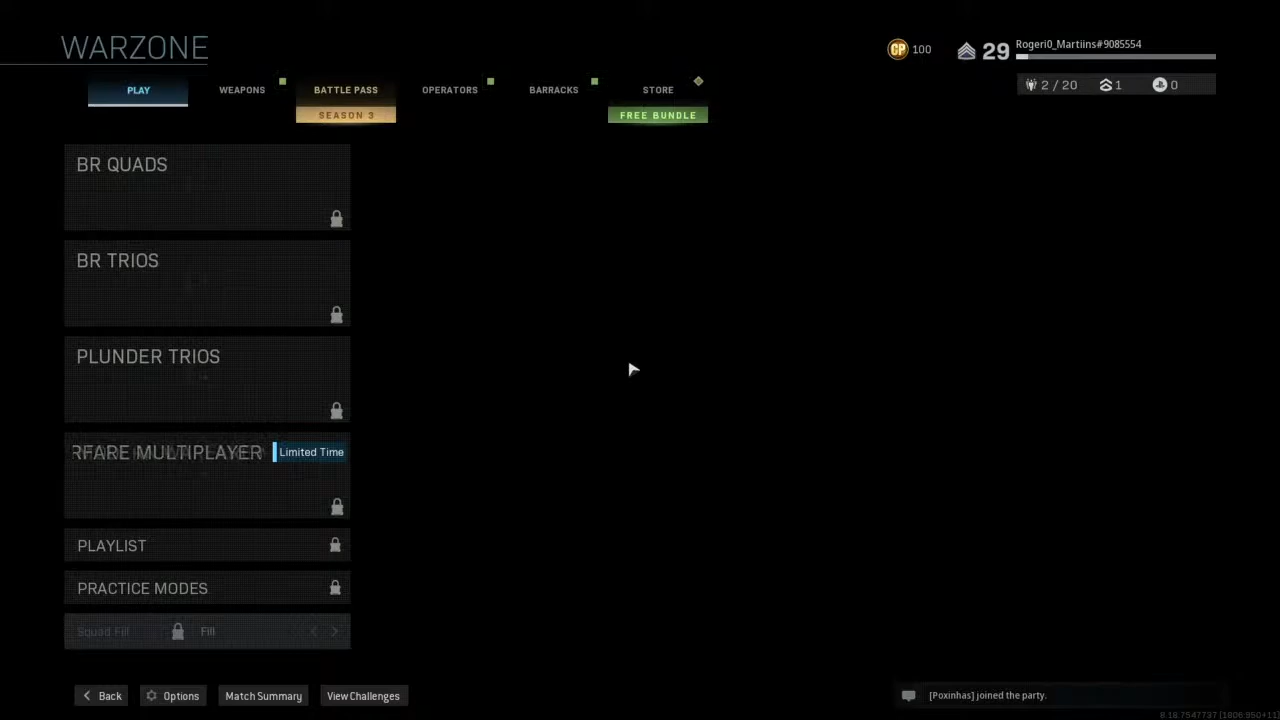 WARZONE
CP 100
29
Rogeri0_Martiins#9085554
2 / 20
1
0
PLAY
WEAPONS
BATTLE PASS
OPERATORS
BARRACKS
STORE
SEASON 3
FREE BUNDLE
BR QUADS
BR TRIOS
PLUNDER TRIOS
RFARE MULTIPLAYER
Limited Time
PLAYLIST
PRACTICE MODES
Squad Fill
Fill
Back
Options
Match Summary
View Challenges
[Poxinhas] joined the party.